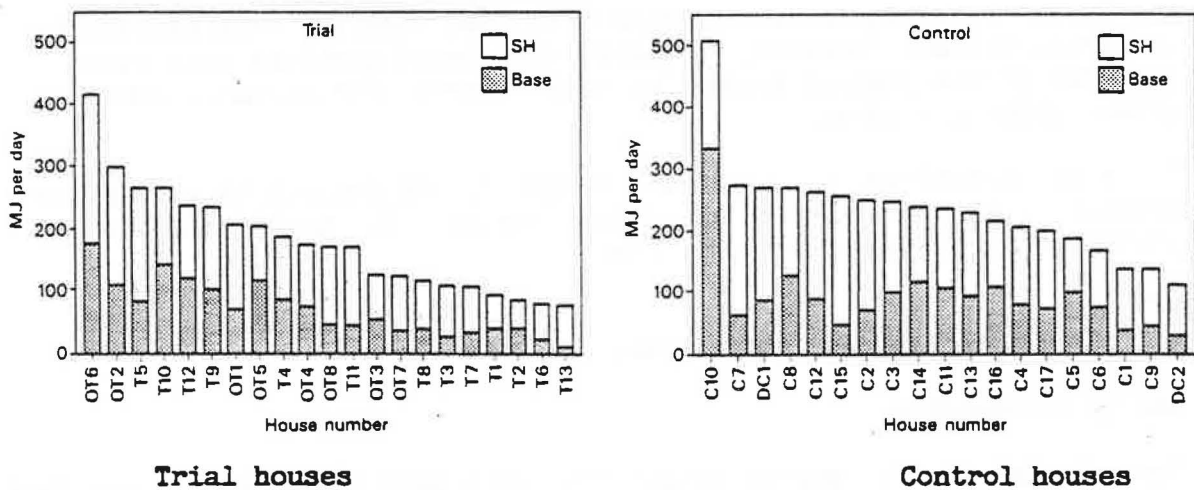 Trial
SH
Base
500
400
300
200
100
0
MJ per day
OT6 OT2 T5 T10 T12 T9 OT1 OT5 T4 OT4 OT8 T11 OT3 OT7 T8 T3 T7 T1 T2 T6 T13
House number
Trial houses
Control
SH
Base
500
400
300
200
100
0
MJ per day
C10 C7 DC1 C8 C12 C15 C2 C3 C14 C11 C13 C16 C4 C17 C5 C6 C1 C9 DC2
House number
Control houses